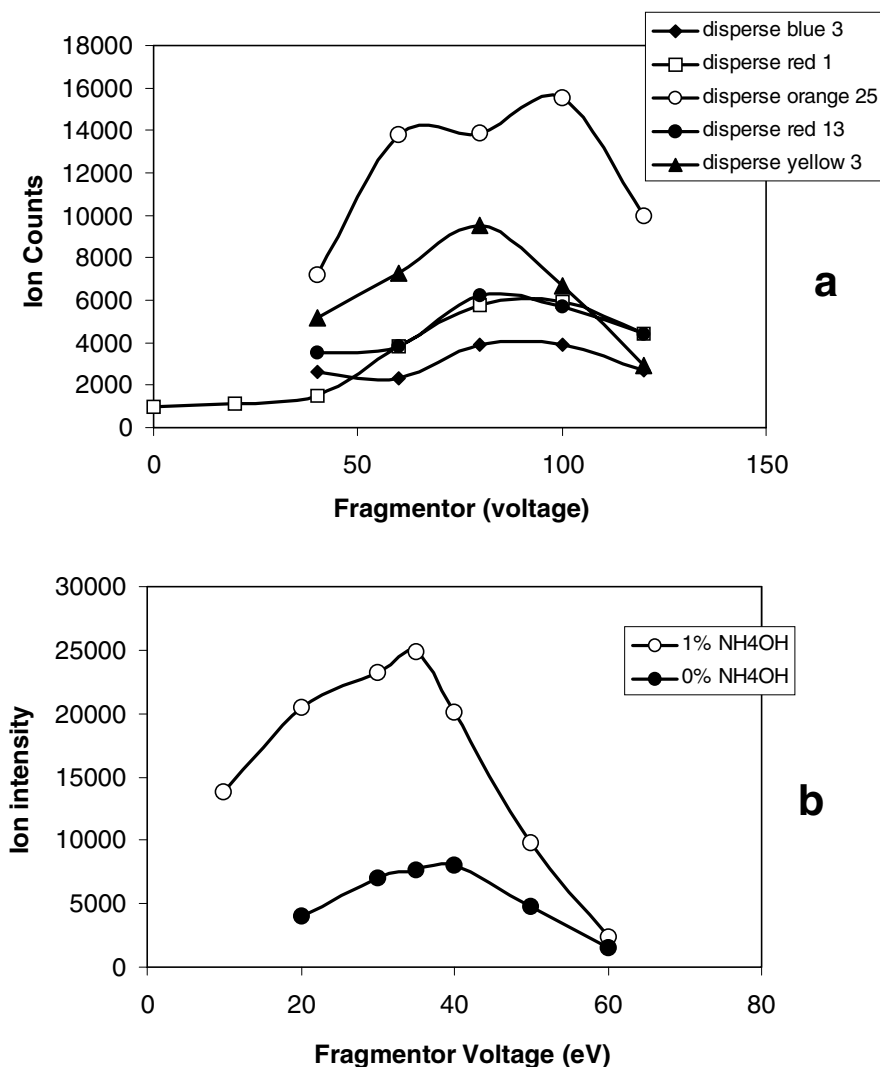 a
18000
16000
14000
12000
10000
8000
6000
4000
2000
0
Ion Counts
0 50 100 150
Fragmentor (voltage)
disperse blue 3
disperse red 1
disperse orange 25
disperse red 13
disperse yellow 3
30000
25000
20000
15000
10000
5000
0
Ion intensity
0 20 40 60 80
Fragmentor Voltage (eV)
1% NH4OH
0% NH4OH
b